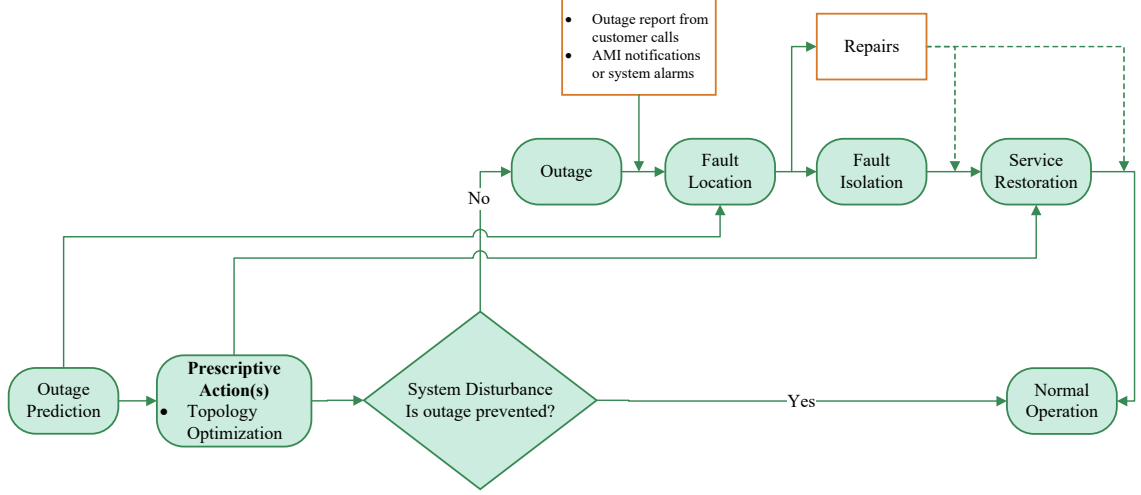 • Outage report from
customer calls
• AMI notifications
or system alarms
Repairs
Outage
Fault
Location
Fault
Isolation
Service
Restoration
No
Outage
Prediction
Prescriptive
Action(s)
• Topology
Optimization
System Disturbance
Is outage prevented?
Yes
Normal
Operation